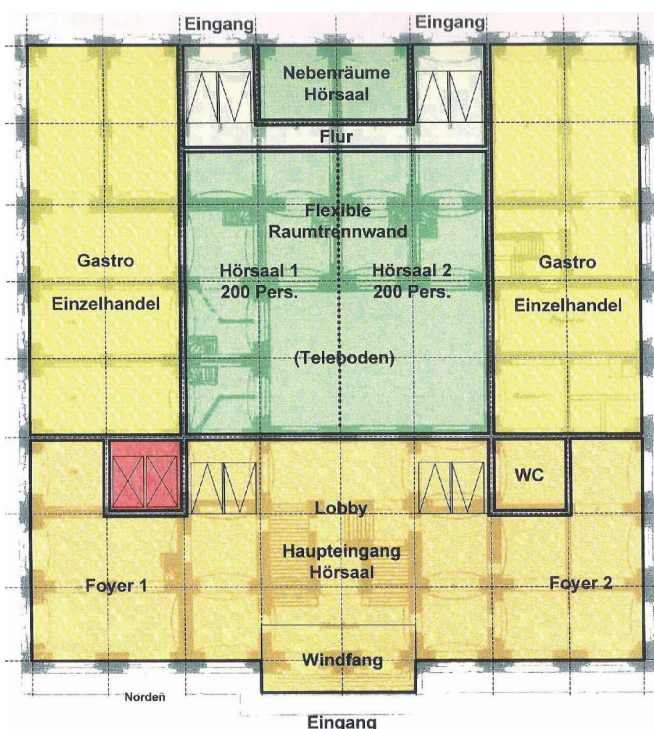 Eingang
Eingang
Nebenräume
Hörsaal
Flur
Flexible
Raumtrennwand
Gastro
Einzelhandel
Hörsaal 1
200 Pers.
Hörsaal 2
200 Pers.
Gastro
Einzelhandel
(Teleboden)
WC
Lobby
Haupteingang
Hörsaal
Foyer 1
Foyer 2
Windfang
Norden
Eingang